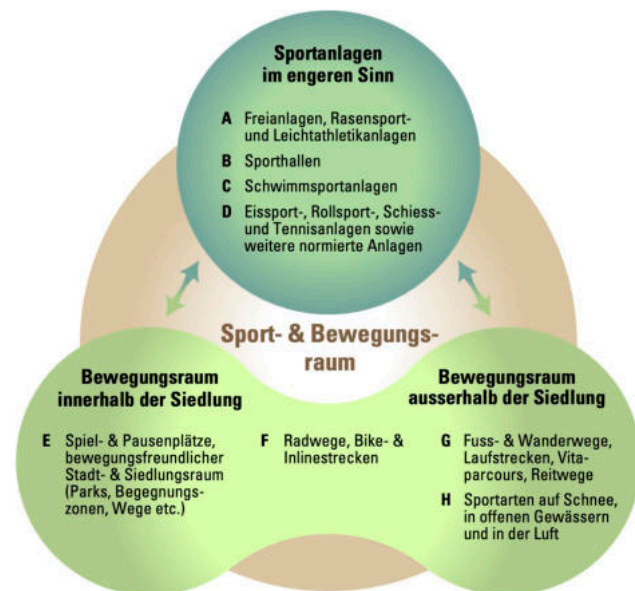 Sportanlagen
im engeren Sinn
A Freianlagen, Rasensport-
und Leichtathletikanlagen
B Sporthallen
C Schwimmsportanlagen
D Eissport-, Rollsport-, Schiess-
und Tennisanlagen sowie
weitere normierte Anlagen
Sport- & Bewegungs-
raum
Bewegungsraum
innerhalb der Siedlung
E Spiel- & Pausenplätze,
bewegungsfreundlicher
Stadt- & Siedlungsraum
(Parks, Begegnungs-
zonen, Wege etc.)
F Radwege, Bike- &
Inlinestrecken
Bewegungsraum
ausserhalb der Siedlung
G Fuss- & Wanderwege,
Laufstrecken, Vita-
parcours, Reitwege
H Sportarten auf Schnee,
in offenen Gewässern
und in der Luft